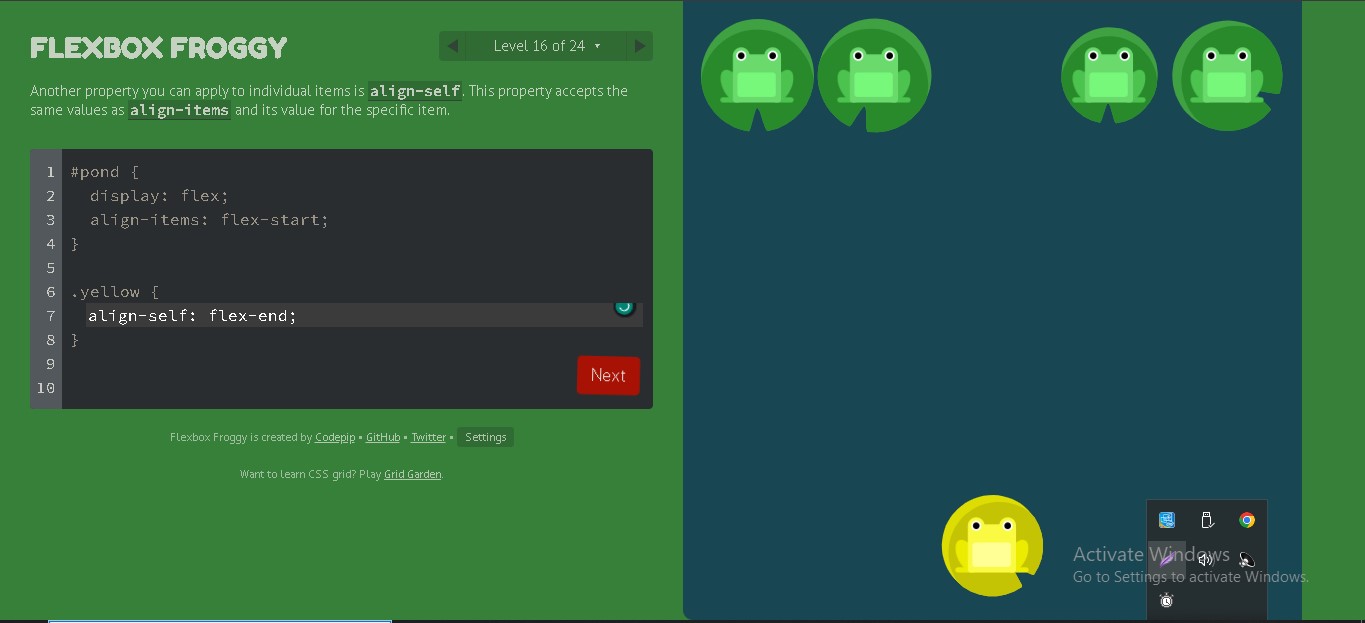 FLEXBOX FROGGY
Level 16 of 24
Another property you can apply to individual items is align-self. This property accepts the
same values as align-items and its value for the specific item.
1 #pond {
2 display: flex;
3 align-items: flex-start;
4 }
5
6 .yellow {
7 align-self: flex-end;
8 }
9
10
Next
Flexbox Froggy is created by Codepip • GitHub • Twitter • Settings
Want to learn CSS grid? Play Grid Garden.
Activate Windows
Go to Settings to activate Windows.